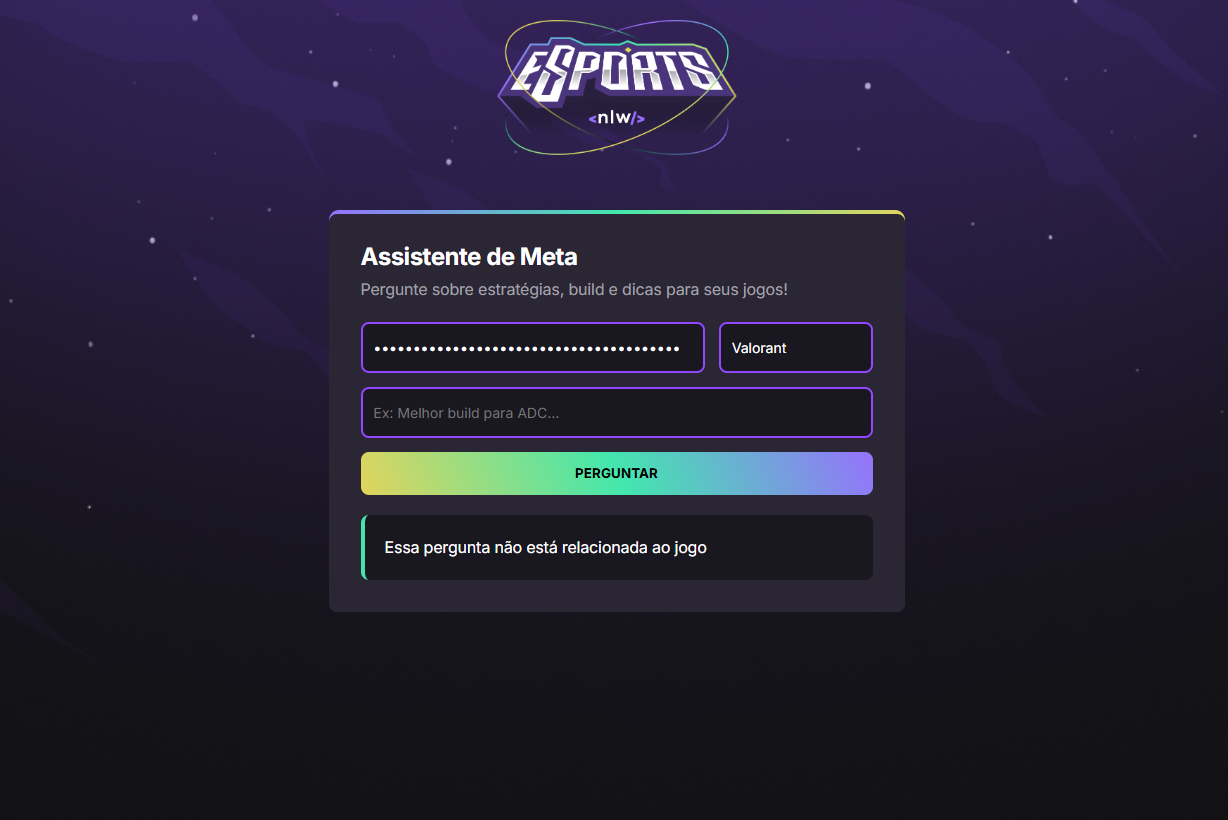 ESPORTS
<nlw/>
Assistente de Meta
Pergunte sobre estratégias, build e dicas para seus jogos!
••••••••••••••••••••••••••••••••••••••• Valorant
Ex: Melhor build para ADC...
PERGUNTAR
Essa pergunta não está relacionada ao jogo